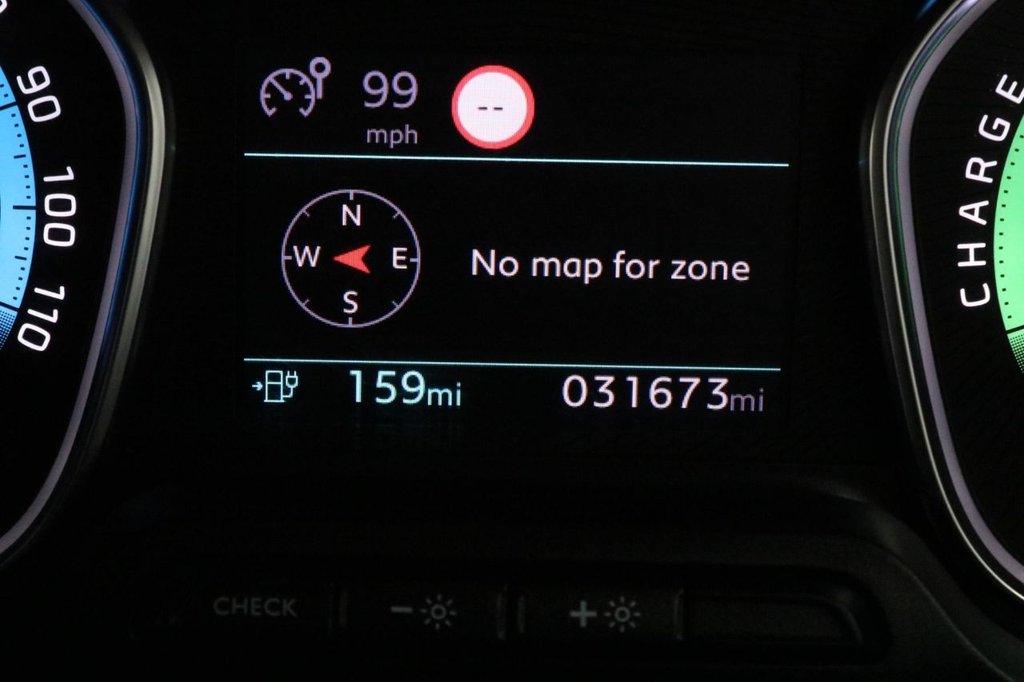 90
100
110
99
mph
--
N
W E
S
No map for zone
159mi 031673mi
CHARGE
CHECK
-
+